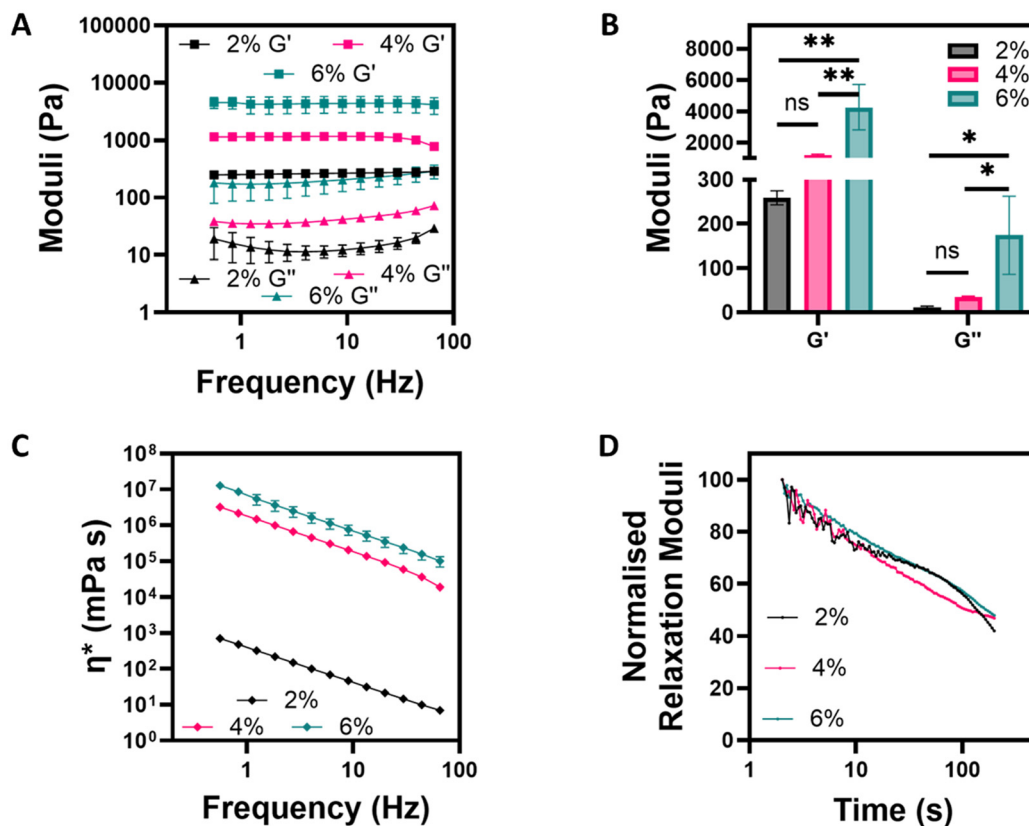 A
Moduli (Pa)
100000
10000
1000
100
10
1
2% G' 4% G'
6% G'
2% G'' 4% G''
6% G''
1 10 100
Frequency (Hz)
B
Moduli (Pa)
8000
6000
4000
2000
300
200
100
0
** 2%
** 4%
ns 6%
*
*
ns
G' G''
C
η* (mPa s)
10⁸
10⁷
10⁶
10⁵
10⁴
10³
10²
10¹
10⁰
2%
4% 6%
1 10 100
Frequency (Hz)
D
Normalised
Relaxation Moduli
100
80
60
40
20
0
2%
4%
6%
1 10 100
Time (s)